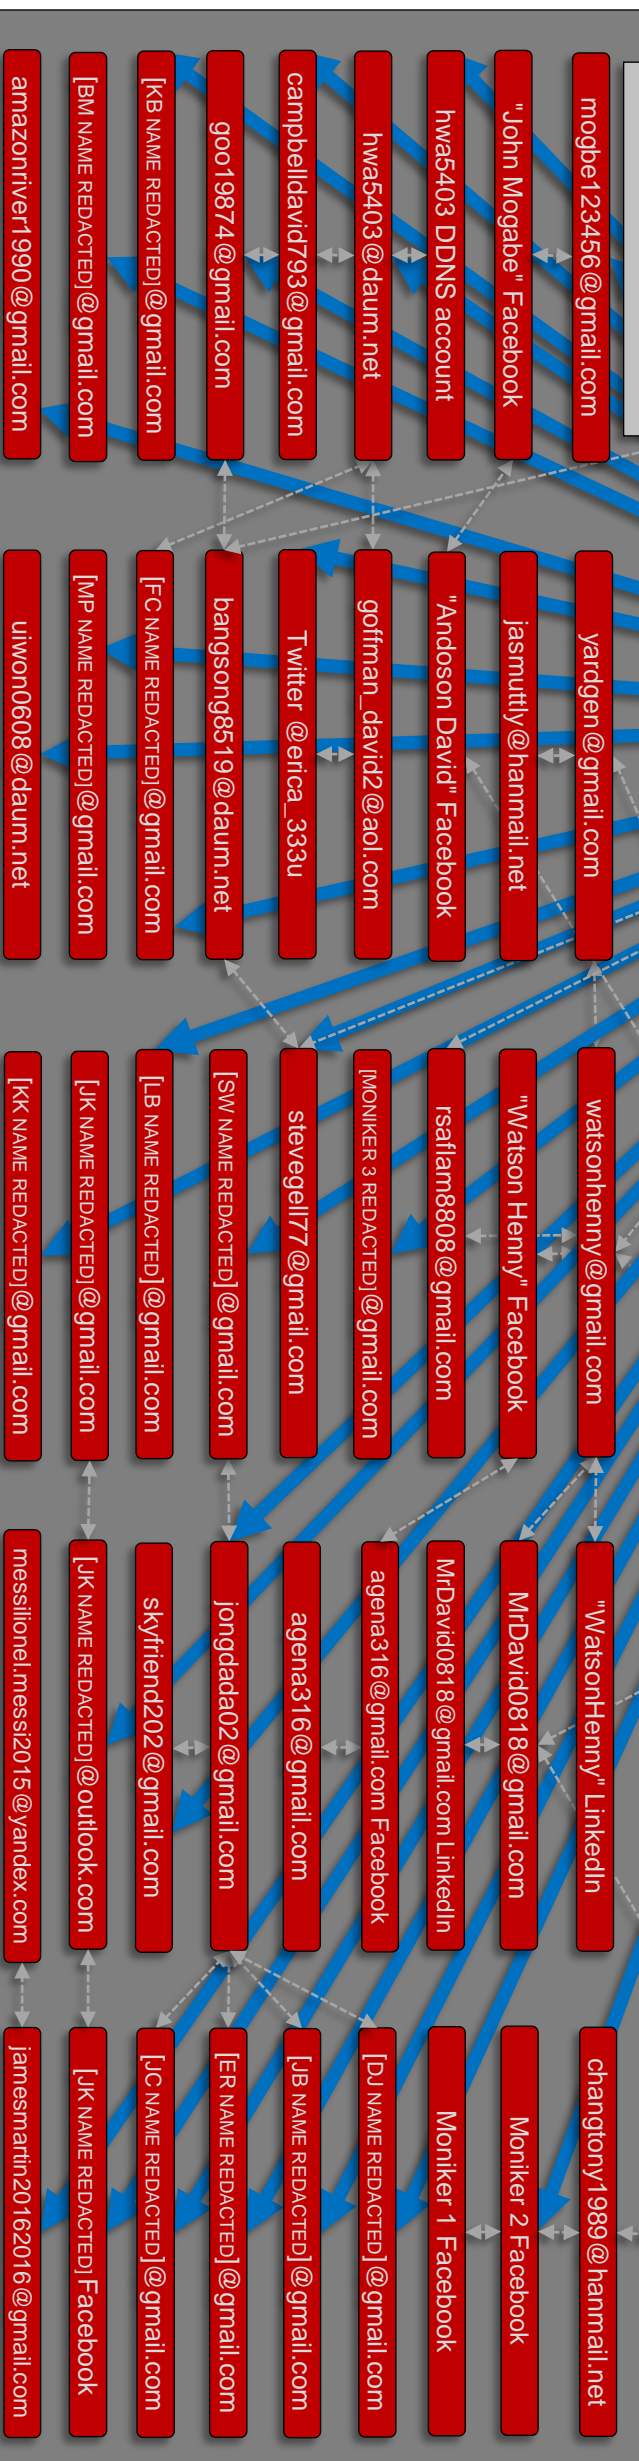 mogbe123456@gmail.com
yardgen@gmail.com
watsonhenny@gmail.com
"WatsonHenny" LinkedIn
changtony1989@hanmail.net
"John Mogabe" Facebook
jasmuttly@hanmail.net
"Watson Henny" Facebook
MrDavid0818@gmail.com
Moniker 2 Facebook
hwa5403 DDNS account
"Andoson David" Facebook
rsaflam8808@gmail.com
MrDavid0818@gmail.com LinkedIn
Moniker 1 Facebook
hwa5403@daum.net
goffman_david2@aol.com
[MONIKER 3 REDACTED]@gmail.com
agena316@gmail.com Facebook
[DJ NAME REDACTED]@gmail.com
campbelldavid793@gmail.com
Twitter @erica_333u
stevegell77@gmail.com
agena316@gmail.com
[JB NAME REDACTED]@gmail.com
goo19874@gmail.com
bangsong8519@daum.net
[SW NAME REDACTED]@gmail.com
jongdada02@gmail.com
[ER NAME REDACTED]@gmail.com
[KB NAME REDACTED]@gmail.com
[FC NAME REDACTED]@gmail.com
[LB NAME REDACTED]@gmail.com
skyfriend202@gmail.com
[JC NAME REDACTED]@gmail.com
[BM NAME REDACTED]@gmail.com
[MP NAME REDACTED]@gmail.com
[JK NAME REDACTED]@gmail.com
[JK NAME REDACTED]@outlook.com
[JK NAME REDACTED] Facebook
amazonriver1990@gmail.com
uiwon0608@daum.net
[KK NAME REDACTED]@gmail.com
messilionel.messi2015@yandex.com
jamesmartin20162016@gmail.com